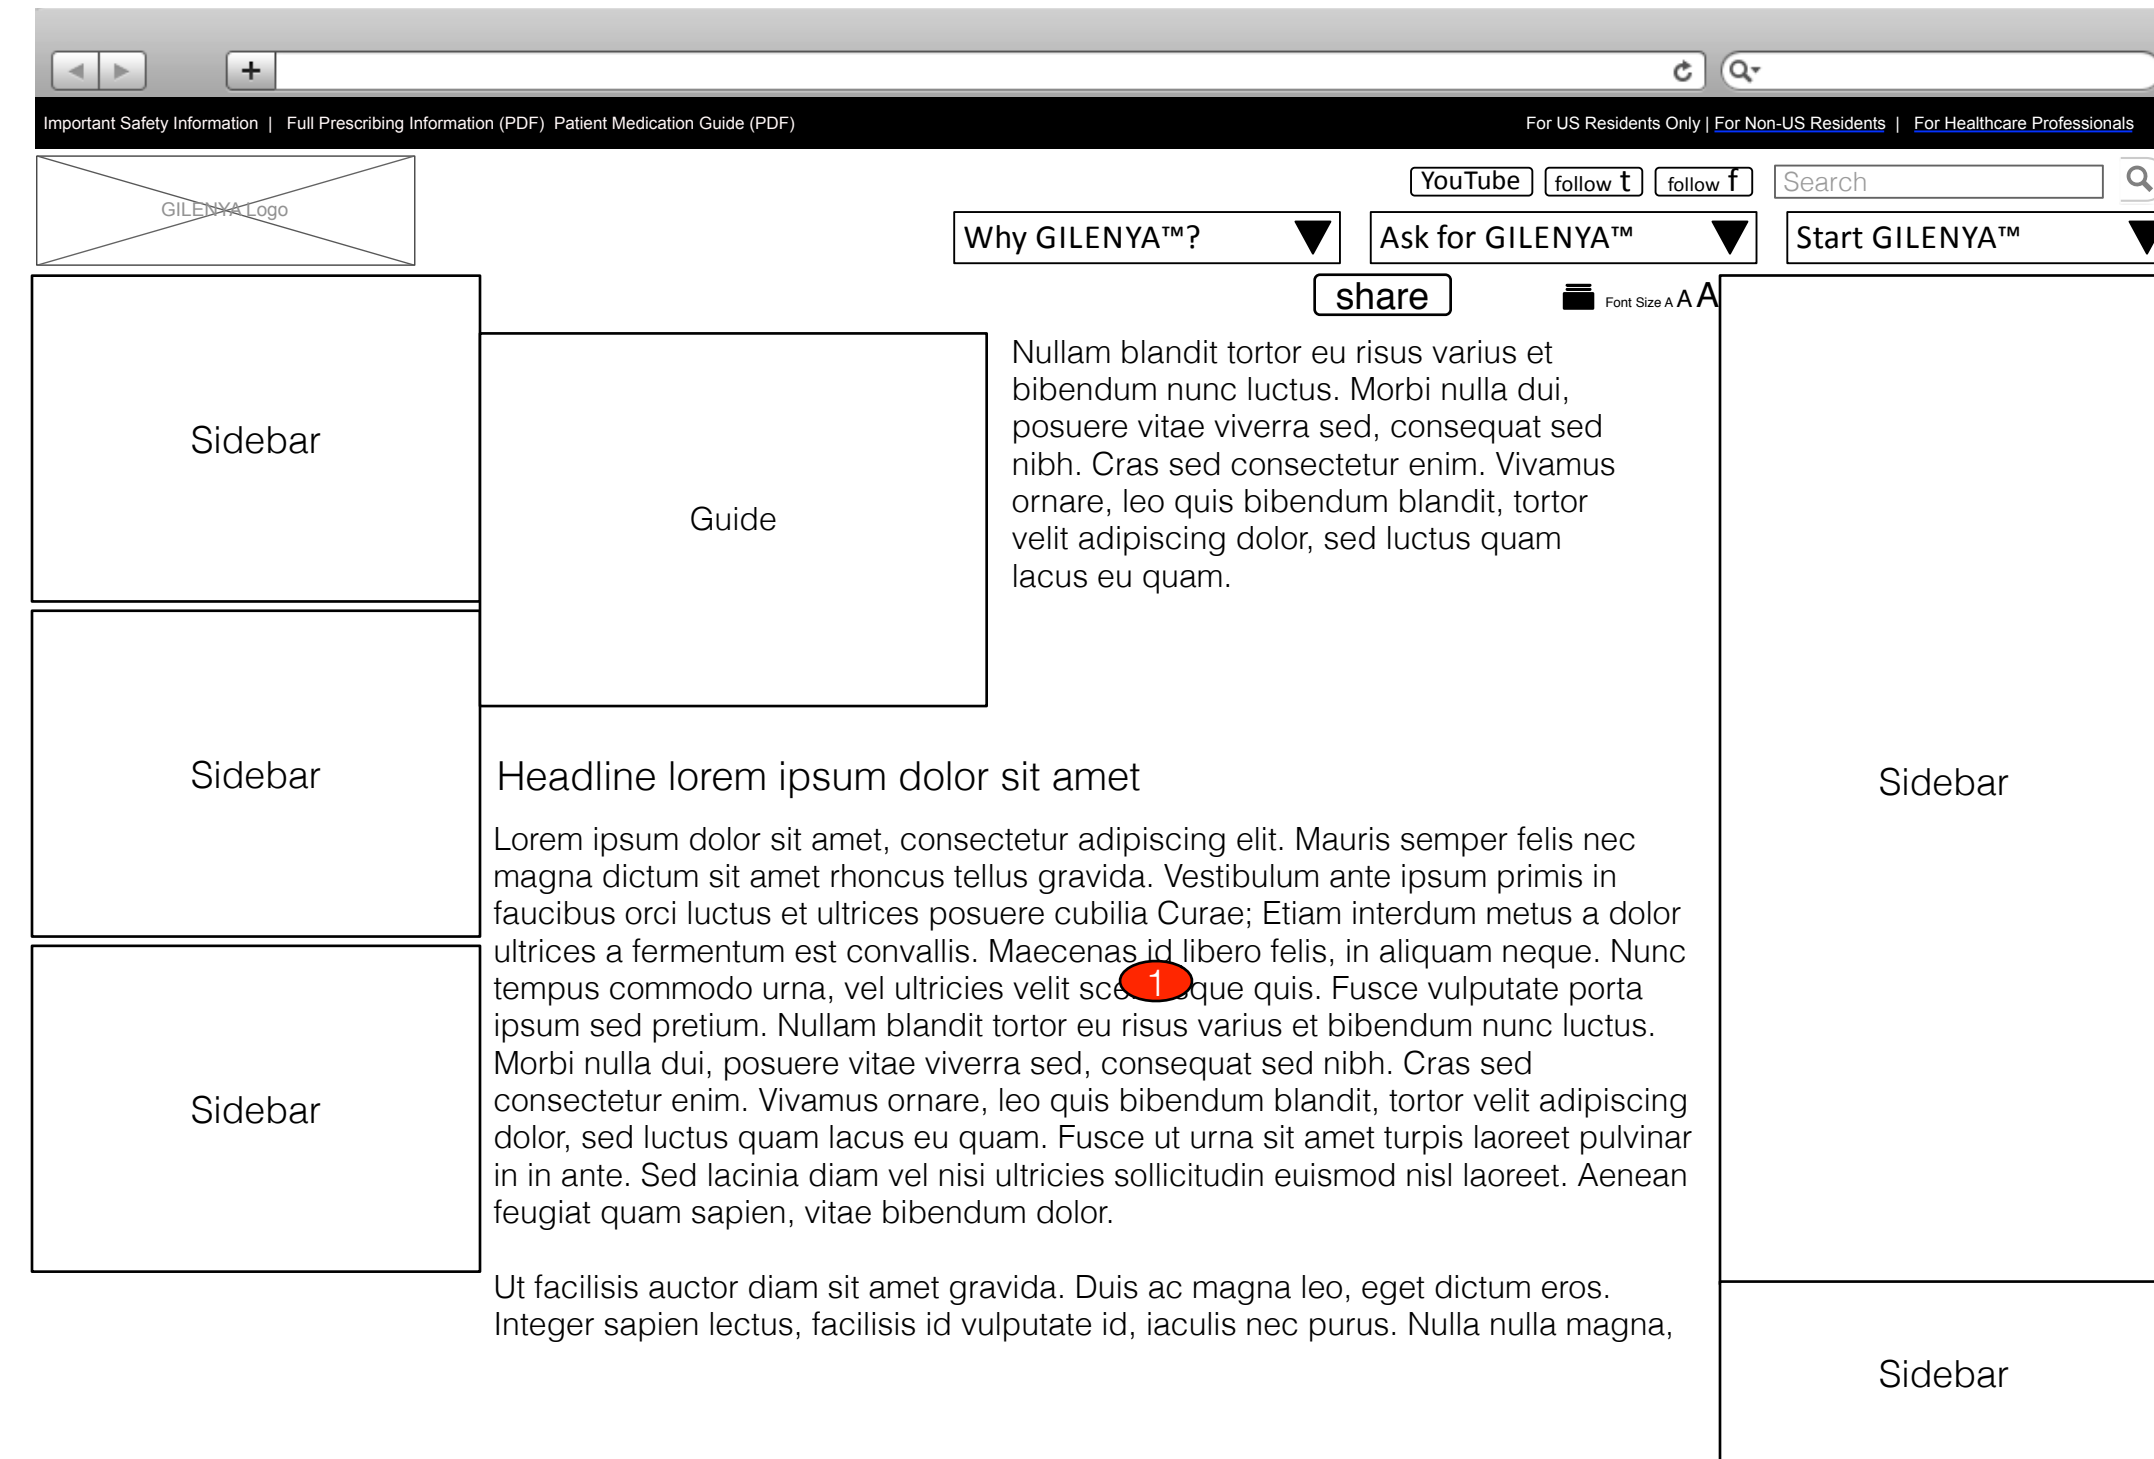 Important Safety Information | Full Prescribing Information (PDF) Patient Medication Guide (PDF)
For US Residents Only | For Non-US Residents | For Healthcare Professionals
GILENYA Logo
YouTube
follow t
follow f
Search
Why GILENYA™?
Ask for GILENYA™
Start GILENYA™
share
Font Size A A A
Sidebar
Guide
Nullam blandit tortor eu risus varius et
bibendum nunc luctus. Morbi nulla dui,
posuere vitae viverra sed, consequat sed
nibh. Cras sed consectetur enim. Vivamus
ornare, leo quis bibendum blandit, tortor
velit adipiscing dolor, sed luctus quam
lacus eu quam.
Sidebar
Headline lorem ipsum dolor sit amet
Sidebar
Lorem ipsum dolor sit amet, consectetur adipiscing elit. Mauris semper felis nec
magna dictum sit amet rhoncus tellus gravida. Vestibulum ante ipsum primis in
faucibus orci luctus et ultrices posuere cubilia Curae; Etiam interdum metus a dolor
ultrices a fermentum est convallis. Maecenas id libero felis, in aliquam neque. Nunc
tempus commodo urna, vel ultricies velit quis. Fusce vulputate porta
1
ipsum sed pretium. Nullam blandit tortor eu risus varius et bibendum nunc luctus.
Morbi nulla dui, posuere vitae viverra sed, consequat sed nibh. Cras sed
consectetur enim. Vivamus ornare, leo quis bibendum blandit, tortor velit adipiscing
dolor, sed luctus quam lacus eu quam. Fusce ut urna sit amet turpis laoreet pulvinar
in in ante. Sed lacinia diam vel nisi ultricies sollicitudin euismod nisl laoreet. Aenean
feugiat quam sapien, vitae bibendum dolor.
Sidebar
Ut facilisis auctor diam sit amet gravida. Duis ac magna leo, eget dictum eros.
Integer sapien lectus, facilisis id vulputate id, iaculis nec purus. Nulla nulla magna,
Sidebar